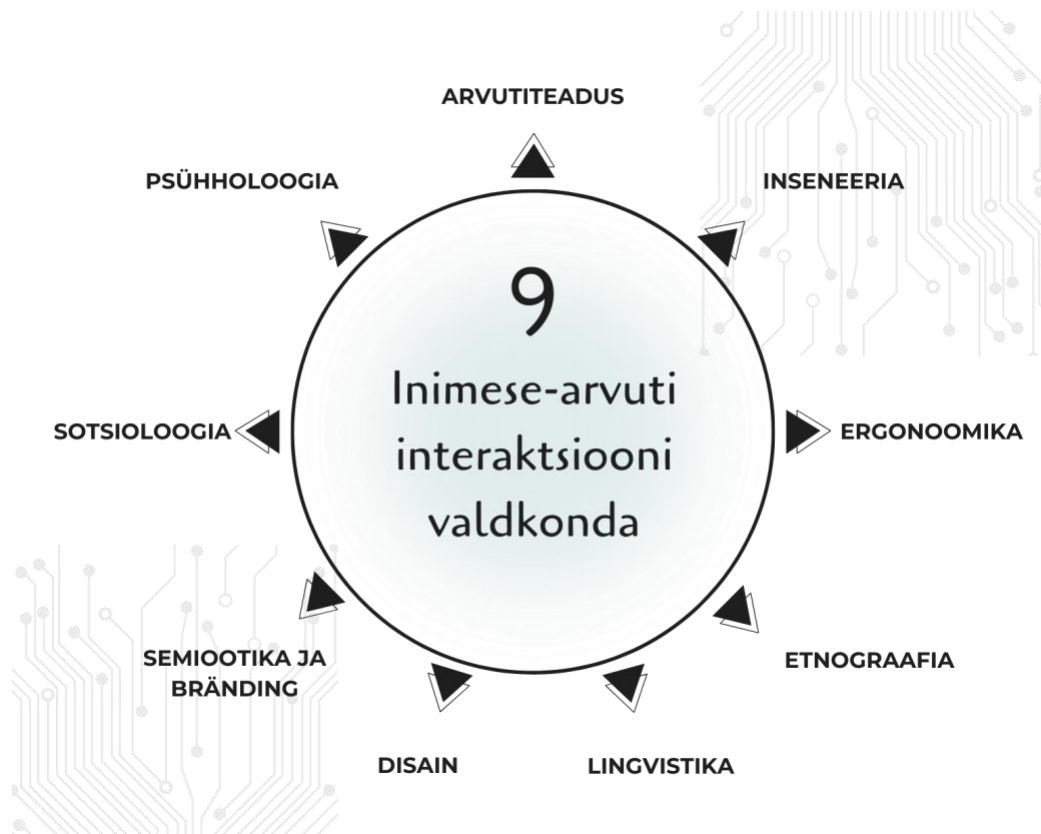 ARVUTITEADUS
PSÜHHOLOOGIA
INSENEERIA
9
Inimese-arvuti
interaktsiooni
valdkonda
SOTSIOLOOGIA
ERGONOOMIKA
SEMIOOTIKA JA
BRÄNDING
ETNOGRAAFIA
DISAIN
LINGVISTIKA